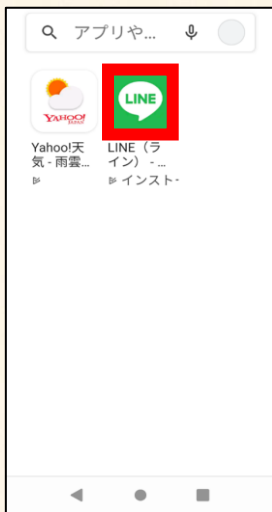 アプリや...
YAHOO!
LINE
Yahoo!天
気 - 雨雲...
LINE（ラ
イン） - ...
インスト